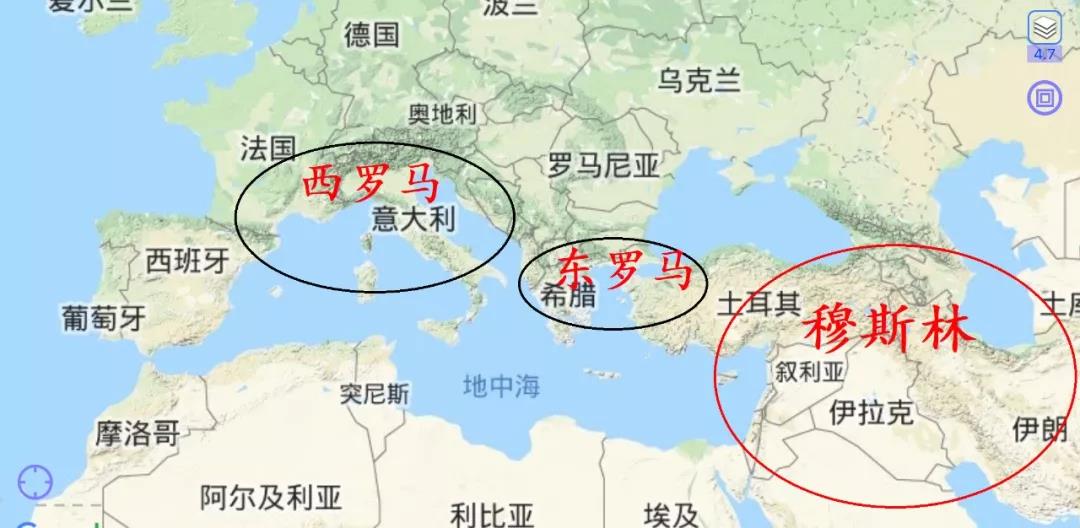 爱尔兰
波兰
德国
4.7
乌克兰
奥地利
法国
罗马尼亚
西罗马
意大利
西班牙
东罗马
希腊
葡萄牙
土耳其
穆斯林
叙利亚
地中海
突尼斯
伊拉克
摩洛哥
伊朗
阿尔及利亚
利比亚
埃及